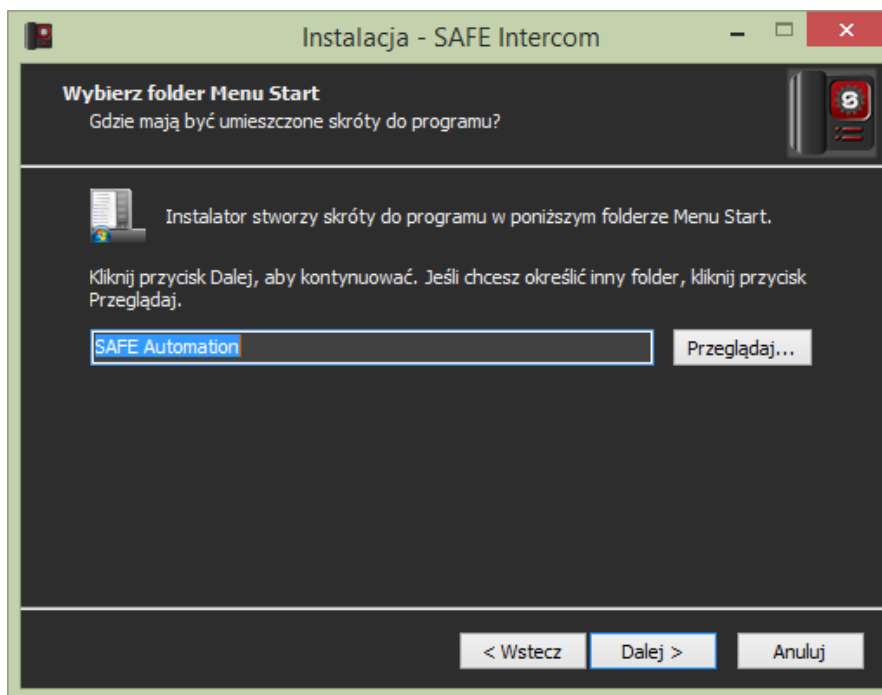 Instalacja - SAFE Intercom
Wybierz folder Menu Start
Gdzie mają być umieszczone skróty do programu?
S
Instalator stworzy skróty do programu w poniższym folderze Menu Start.
Kliknij przycisk Dalej, aby kontynuować. Jeśli chcesz określić inny folder, kliknij przycisk
Przeglądaj.
SAFE Automation
Przeglądaj...
< Wstecz
Dalej >
Anuluj